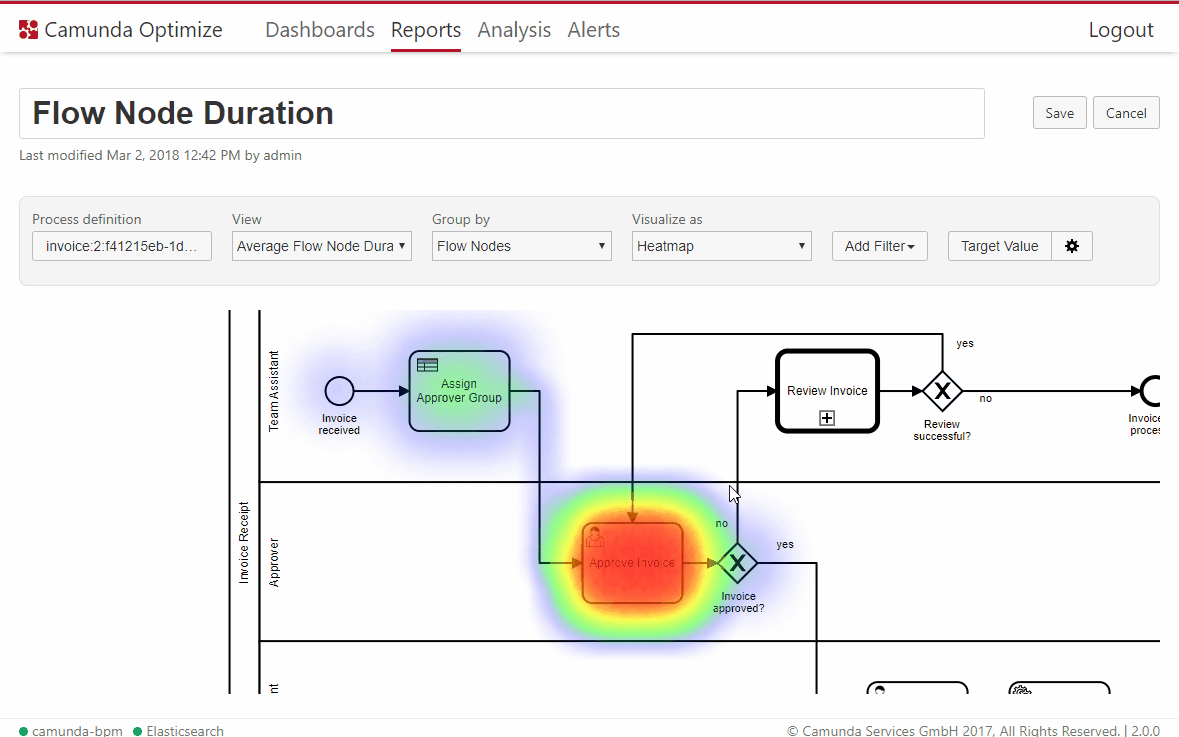 Camunda Optimize Dashboards Reports Analysis Alerts Logout
Flow Node Duration
Save Cancel
Last modified Mar 2, 2018 12:42 PM by admin
Process definition View Group by Visualize as
invoice:2:f41215eb-1d... Average Flow Node Dura Flow Nodes Heatmap Add Filter Target Value
Team Assistant
Invoice
received
Assign
Approver Group
Review Invoice
yes
no
Review
successful?
Invoice
proces
Invoice Receipt
Approver
Approve Invoice
no
yes
Invoice
approved?
nt
camunda-bpm Elasticsearch
© Camunda Services GmbH 2017, All Rights Reserved. | 2.0.0